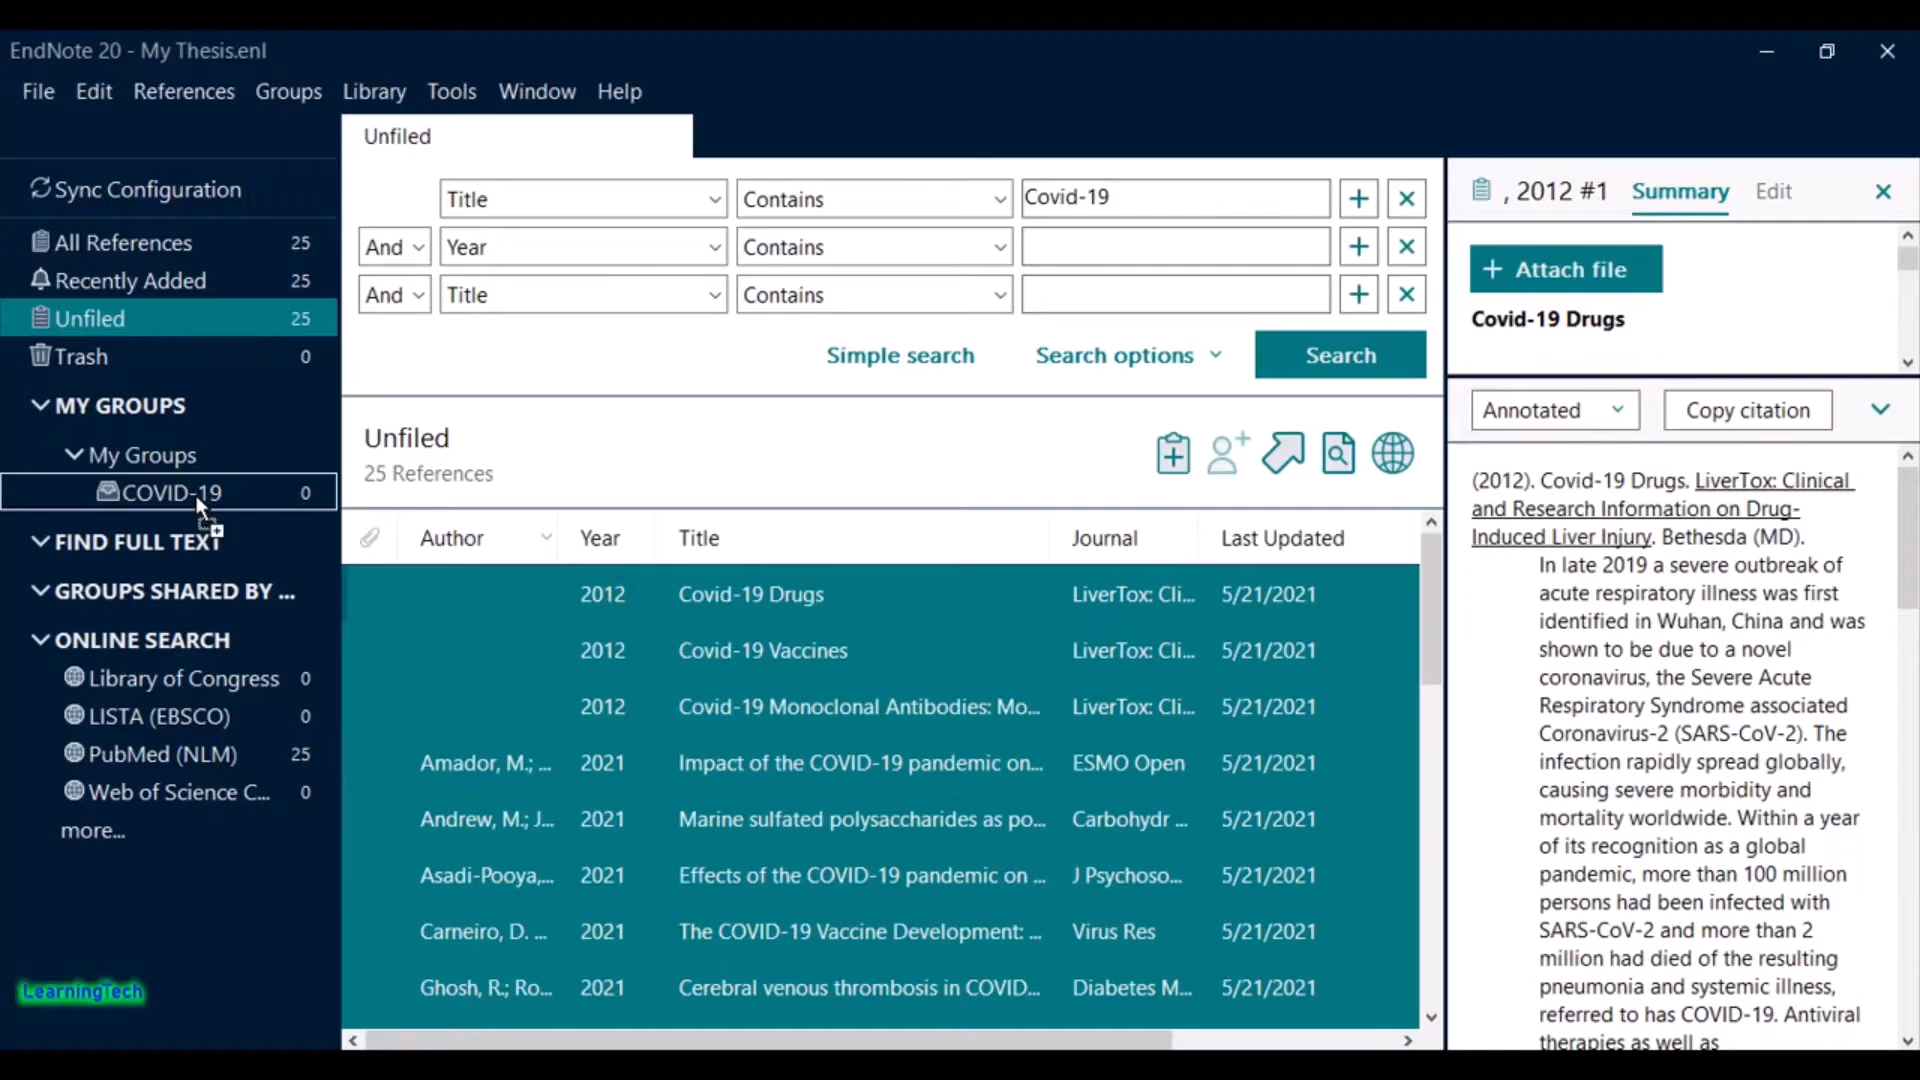 EndNote 20 - My Thesis.enl
File Edit References Groups Library Tools Window Help
Sync Configuration
All References 25
Recently Added 25
Unfiled 25
Trash 0
MY GROUPS
My Groups
COVID-19 0
FIND FULL TEXT
GROUPS SHARED BY ...
ONLINE SEARCH
Library of Congress 0
LISTA (EBSCO) 0
PubMed (NLM) 25
Web of Science C... 0
more...
LearningTech
Unfiled
Title Contains Covid-19
And Year Contains
And Title Contains
Simple search Search options Search
Unfiled
25 References
Author Year Title Journal Last Updated
2012 Covid-19 Drugs LiverTox: Cli... 5/21/2021
2012 Covid-19 Vaccines LiverTox: Cli... 5/21/2021
2012 Covid-19 Monoclonal Antibodies: Mo... LiverTox: Cli... 5/21/2021
Amador, M.; ... 2021 Impact of the COVID-19 pandemic on... ESMO Open 5/21/2021
Andrew, M.; J... 2021 Marine sulfated polysaccharides as po... Carbohydr ... 5/21/2021
Asadi-Pooya,... 2021 Effects of the COVID-19 pandemic on ... J Psychoso... 5/21/2021
Carneiro, D. ... 2021 The COVID-19 Vaccine Development: ... Virus Res 5/21/2021
Ghosh, R.; Ro... 2021 Cerebral venous thrombosis in COVID... Diabetes M... 5/21/2021
, 2012 #1 Summary Edit
+ Attach file
Covid-19 Drugs
Annotated Copy citation
(2012). Covid-19 Drugs. LiverTox: Clinical
and Research Information on Drug-
Induced Liver Injury. Bethesda (MD).
In late 2019 a severe outbreak of
acute respiratory illness was first
identified in Wuhan, China and was
shown to be due to a novel
coronavirus, the Severe Acute
Respiratory Syndrome associated
Coronavirus-2 (SARS-CoV-2). The
infection rapidly spread globally,
causing severe morbidity and
mortality worldwide. Within a year
of its recognition as a global
pandemic, more than 100 million
persons had been infected with
SARS-CoV-2 and more than 2
million had died of the resulting
pneumonia and systemic illness,
referred to has COVID-19. Antiviral
therapies as well as